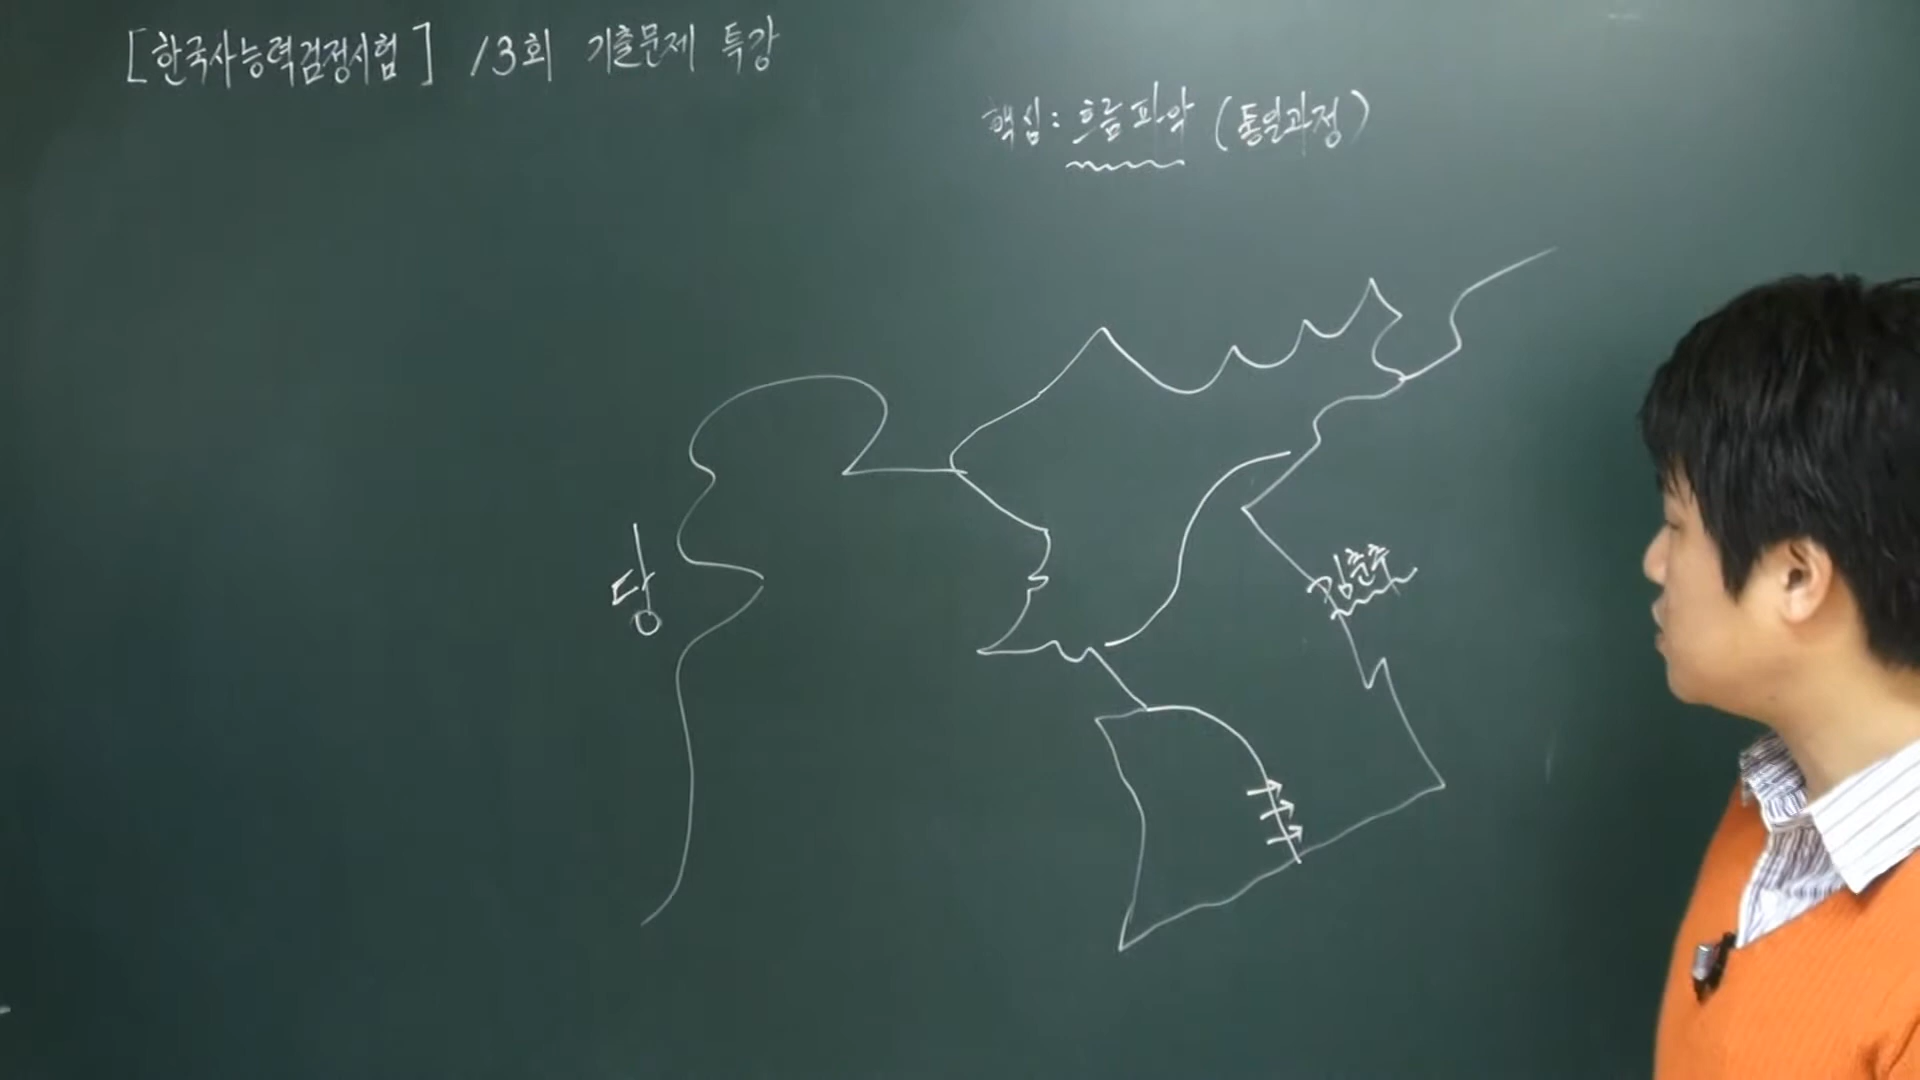 [한국사능력검정시험] 13회 기출문제 특강
핵심: 흐름파악 (통일과정)
당
김춘추